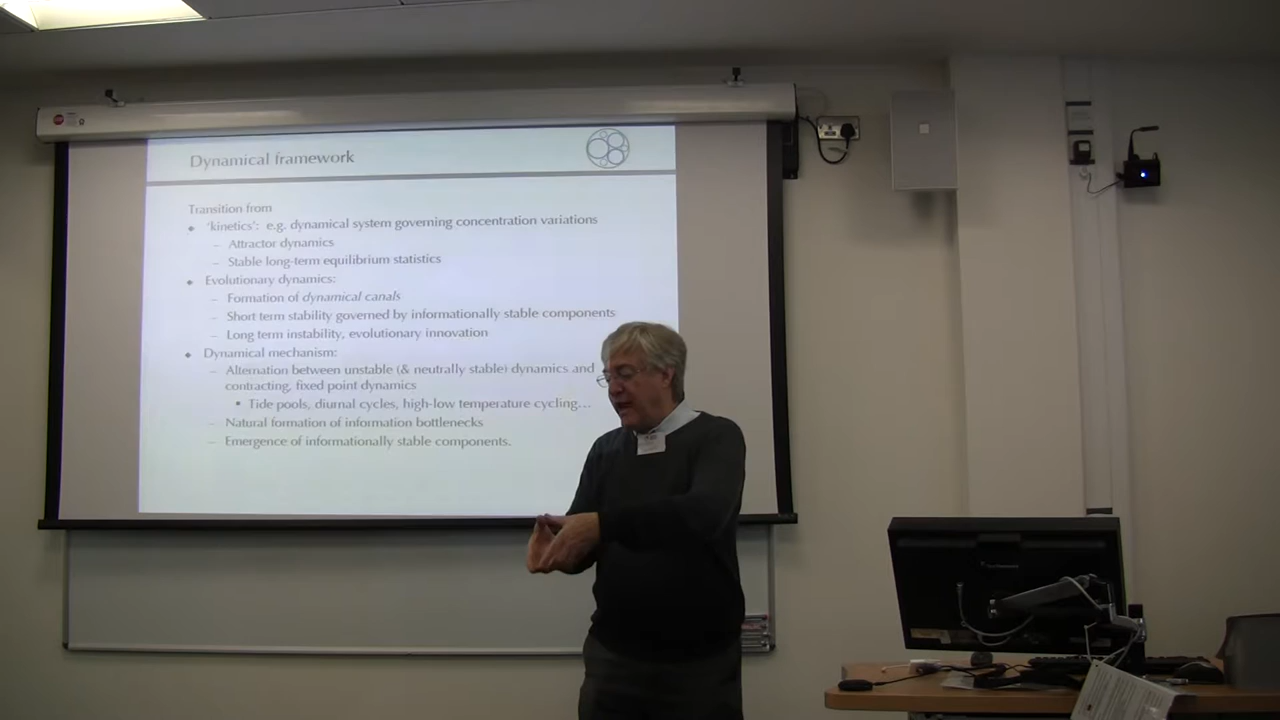 Dynamical framework
Transition from
◆ 'kinetics': e.g. dynamical system governing concentration variations
– Attractor dynamics
– Stable long-term equilibrium statistics
◆ Evolutionary dynamics:
– Formation of dynamical canals
– Short term stability governed by informationally stable components
– Long term instability, evolutionary innovation
◆ Dynamical mechanism:
– Alternation between unstable (& neutrally stable) dynamics and
contracting, fixed point dynamics
• Tide pools, diurnal cycles, high-low temperature cycling…
– Natural formation of information bottlenecks
– Emergence of informationally stable components.